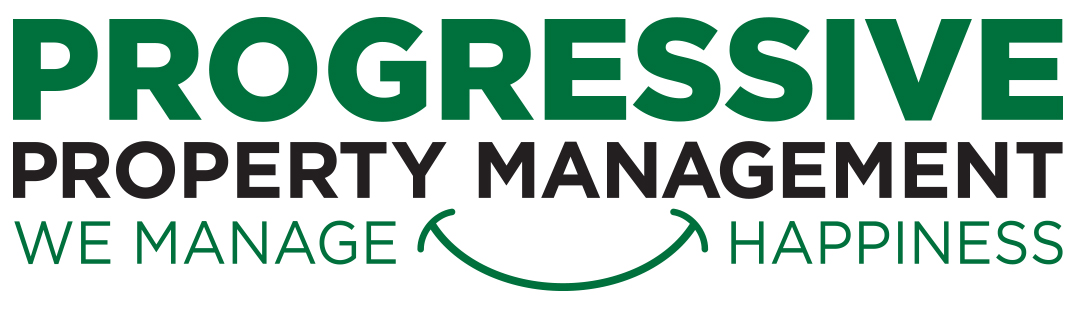 PROGRESSIVE
PROPERTY MANAGEMENT
WE MANAGE HAPPINESS